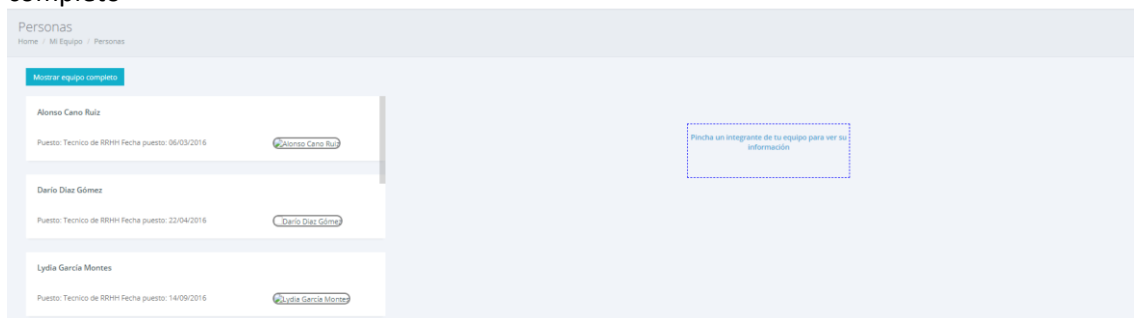 completo
Personas
Home / Mi Equipo / Personas
Mostrar equipo completo
Alonso Cano Ruiz
Puesto: Tecnico de RRHH Fecha puesto: 06/03/2016
Alonso Cano Ruiz
Darío Diaz Gómez
Puesto: Tecnico de RRHH Fecha puesto: 22/04/2016
Darío Diaz Gómez
Lydia García Montes
Puesto: Tecnico de RRHH Fecha puesto: 14/09/2016
Lydia García Montes
Pincha un integrante de tu equipo para ver su
información